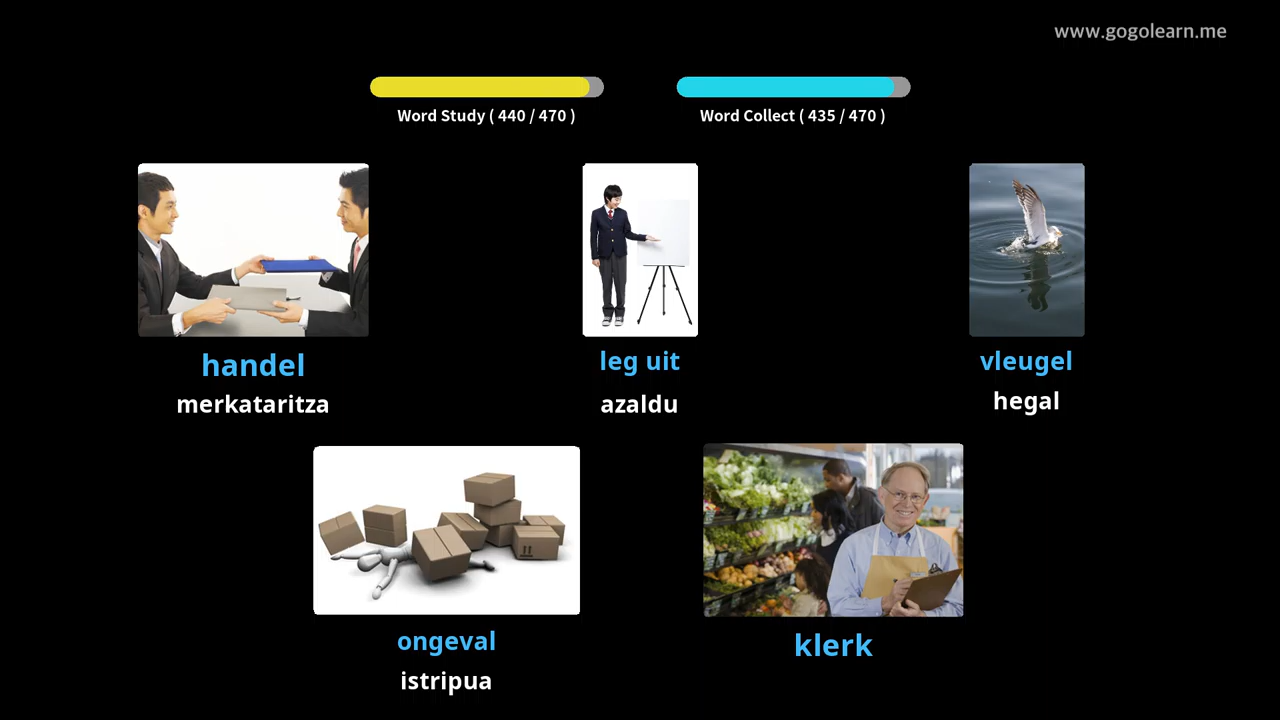 www.gogolearn.me
Word Study ( 440 / 470 )
Word Collect ( 435 / 470 )
handel
merkataritza
leg uit
azaldu
vleugel
hegal
ongeval
istripua
klerk